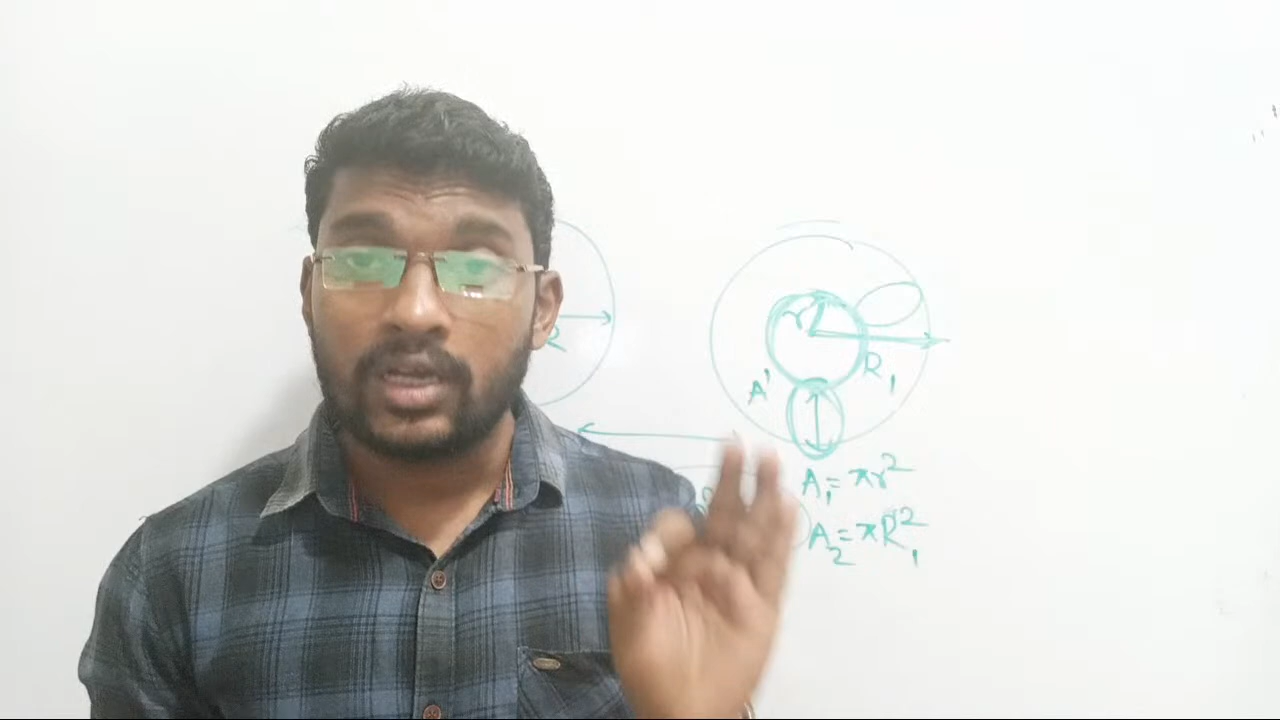 R
r
R₁
A'
A₁ = πr²
A₂ = πR₁²